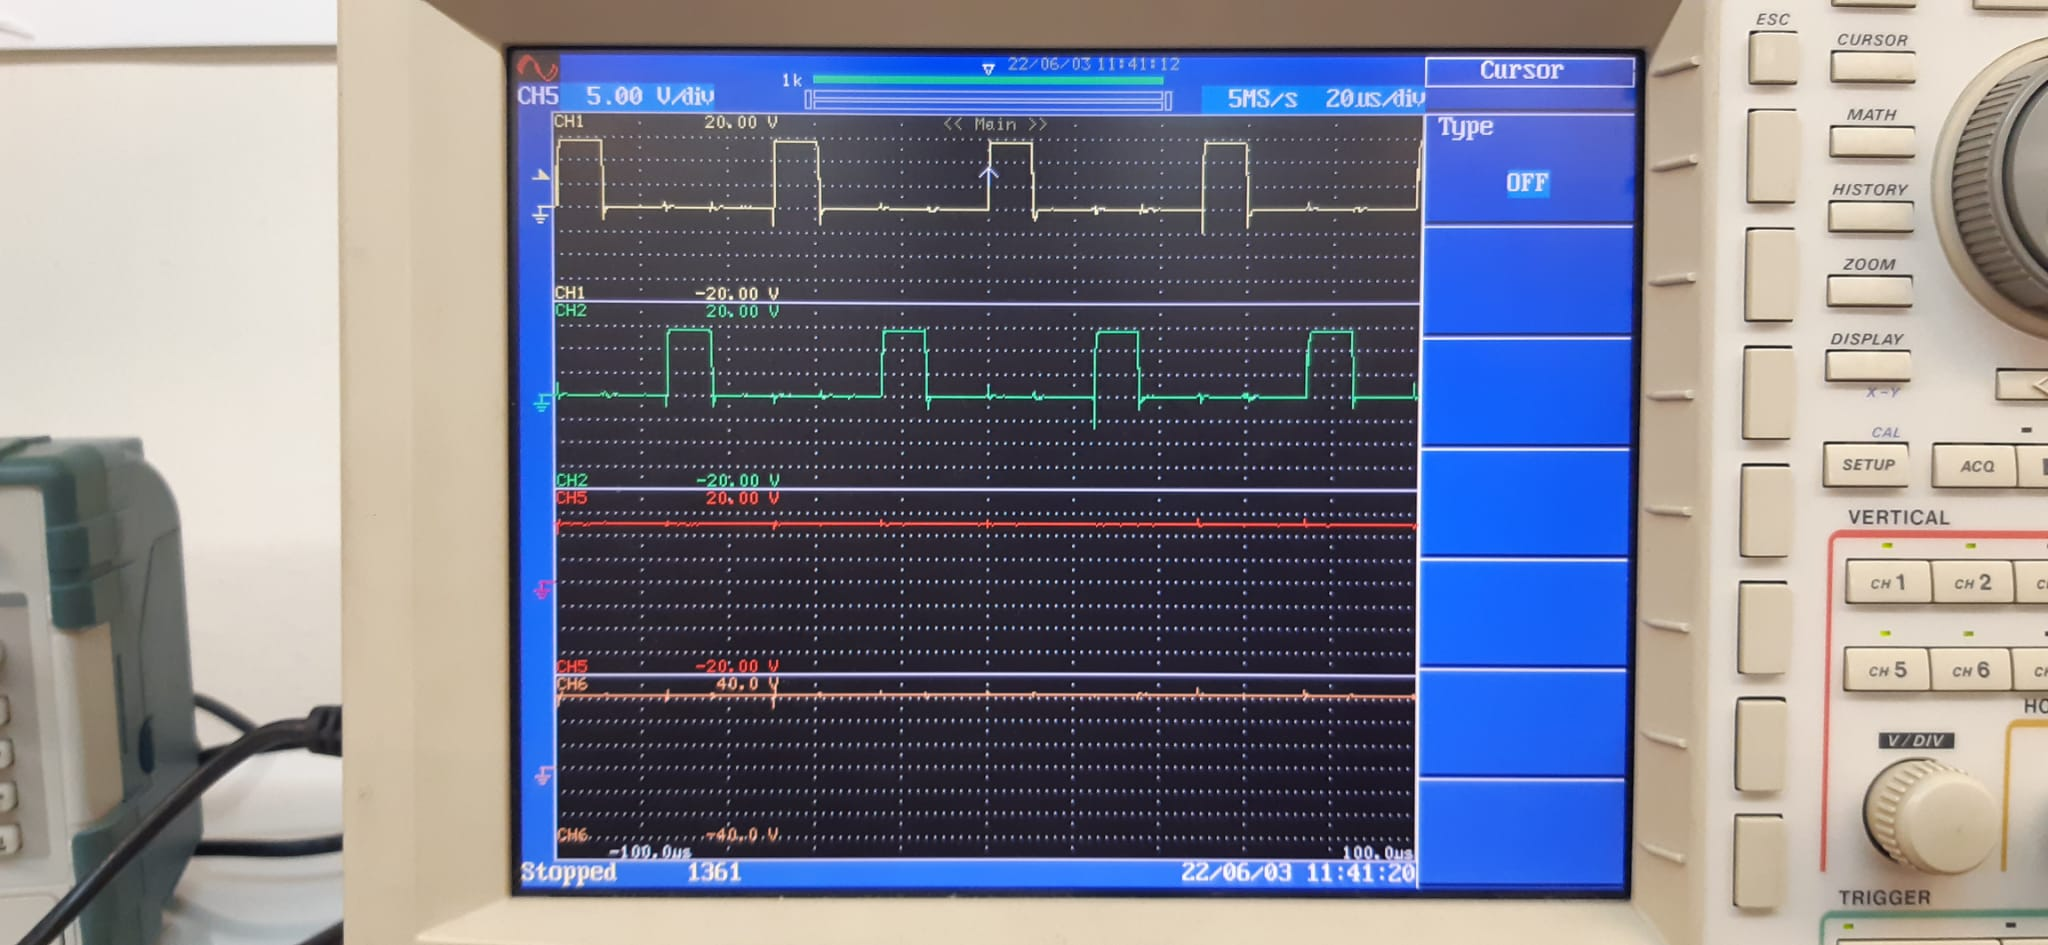 22/06/03 11:41:12
1k
CH5 5.00 V/div 5MS/s 20us/div
Cursor
Type
OFF
CH1 20.00 V << Main >>
CH1 -20.00 V
CH2 20.00 V
CH2 -20.00 V
CH5 20.00 V
CH5 -20.00 V
CH6 40.0 V
CH6 -40.0 V
-100.0us 100.0us
Stopped 1361 22/06/03 11:41:20
ESC
CURSOR
MATH
HISTORY
ZOOM
DISPLAY
X-Y
CAL
SETUP ACQ
VERTICAL
CH 1 CH 2
CH 5 CH 6
V/DIV
TRIGGER